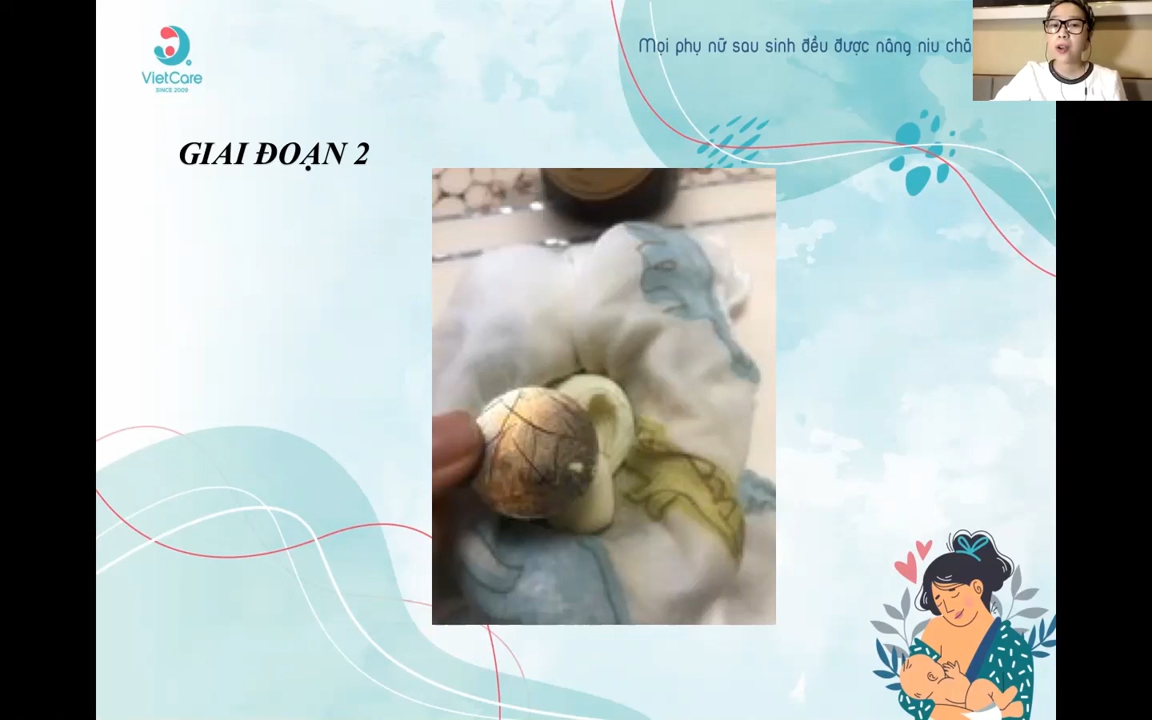 VietCare
SINCE 2009
Mọi phụ nữ sau sinh đều được nâng niu chă
GIAI ĐOẠN 2